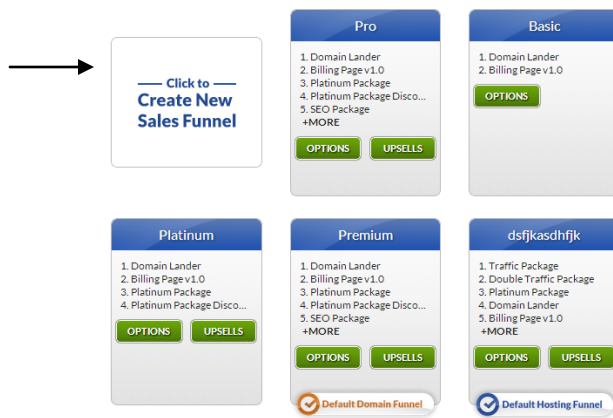 Click to
Create New
Sales Funnel
Pro
1. Domain Lander
2. Billing Page v1.0
3. Platinum Package
4. Platinum Package Disco...
5. SEO Package
+MORE
OPTIONS UPSELLS
Basic
1. Domain Lander
2. Billing Page v1.0
OPTIONS
Platinum
1. Domain Lander
2. Billing Page v1.0
3. Platinum Package
4. Platinum Package Disco...
OPTIONS UPSELLS
Premium
1. Domain Lander
2. Billing Page v1.0
3. Platinum Package
4. Platinum Package Disco...
5. SEO Package
+MORE
OPTIONS UPSELLS
Default Domain Funnel
dsfjkasdhfjk
1. Traffic Package
2. Double Traffic Package
3. Platinum Package
4. Domain Lander
5. Billing Page v1.0
+MORE
OPTIONS UPSELLS
Default Hosting Funnel